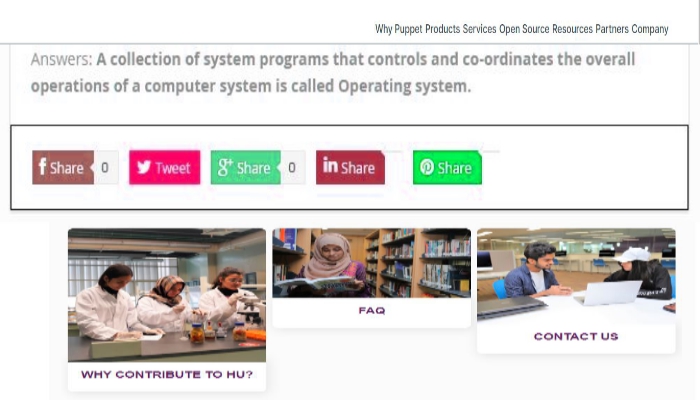 Why Puppet Products Services Open Source Resources Partners Company
Answers: A collection of system programs that controls and co-ordinates the overall
operations of a computer system is called Operating system.
f Share 0 Tweet g+ Share 0 in Share Share
FAQ
CONTACT US
WHY CONTRIBUTE TO HU?